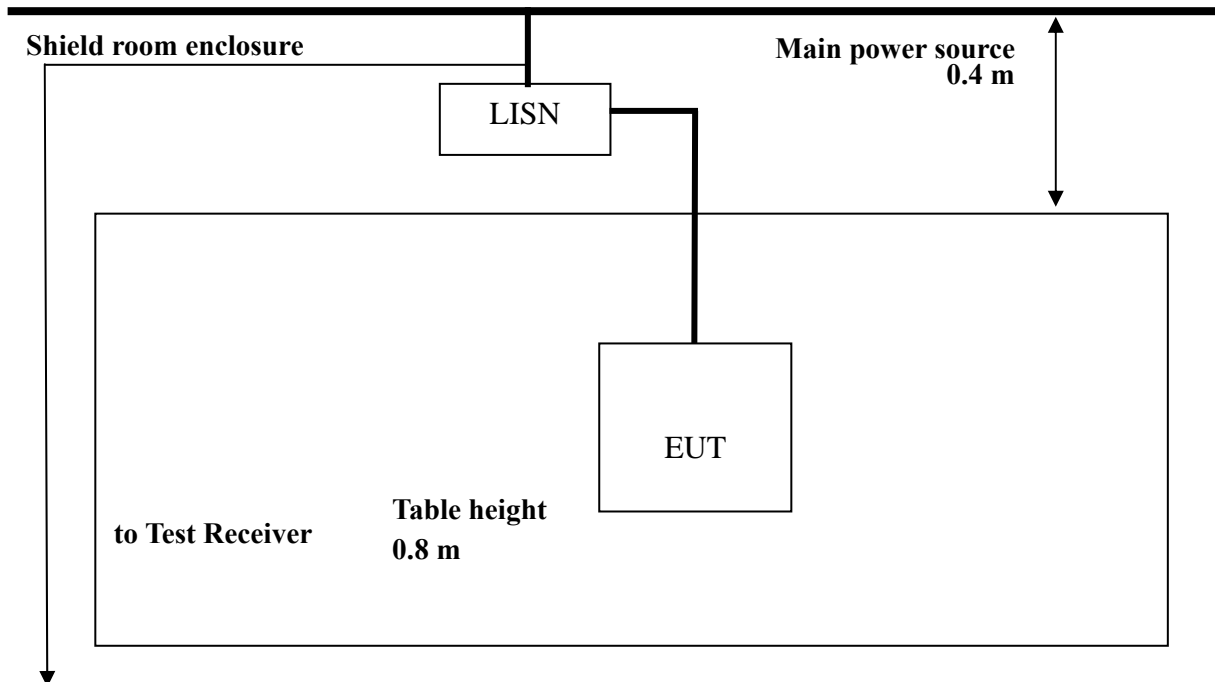 Shield room enclosure
Main power source
0.4 m
LISN
EUT
Table height
0.8 m
to Test Receiver